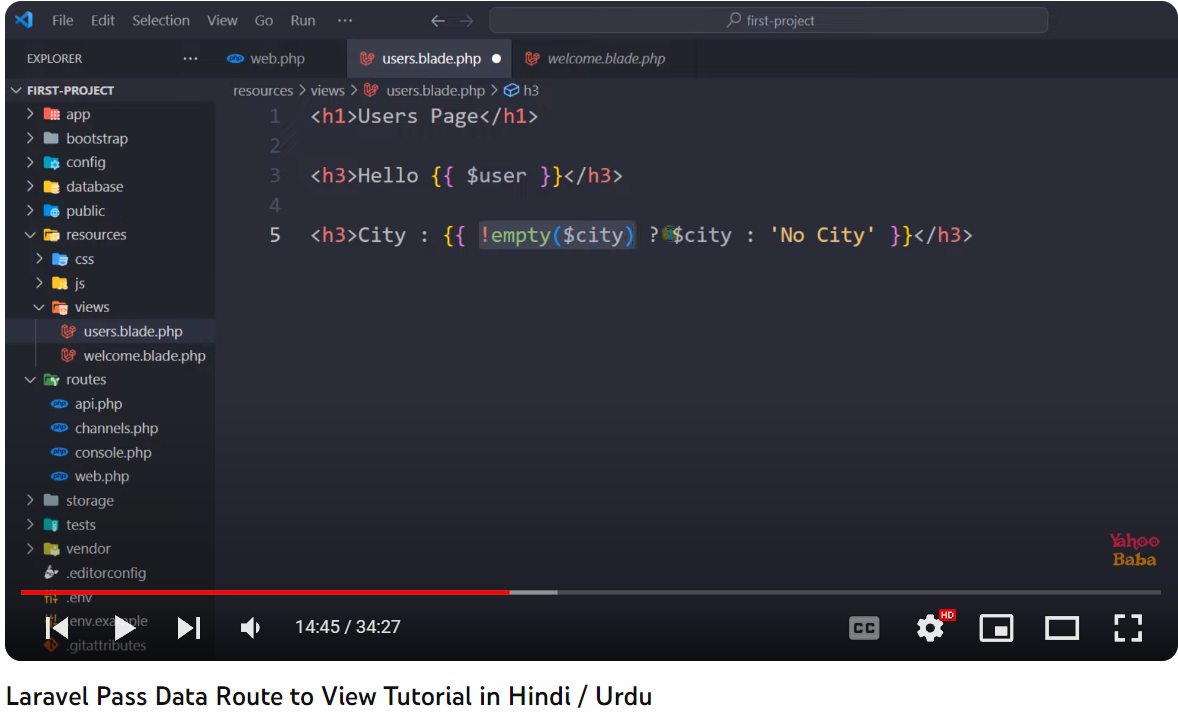 File Edit Selection View Go Run ··· first-project
EXPLORER ··· web.php users.blade.php welcome.blade.php
FIRST-PROJECT resources > views > users.blade.php > h3
app
bootstrap
config
database
public
resources
css
js
views
users.blade.php
welcome.blade.php
routes
api.php
channels.php
console.php
web.php
storage
tests
vendor
.editorconfig
.env
.env.example
.gitattributes
1 <h1>Users Page</h1>
2
3 <h3>Hello {{ $user }}</h3>
4
5 <h3>City : {{ !empty($city) ? $city : 'No City' }}</h3>
Yahoo
Baba
14:45 / 34:27 CC HD
Laravel Pass Data Route to View Tutorial in Hindi / Urdu